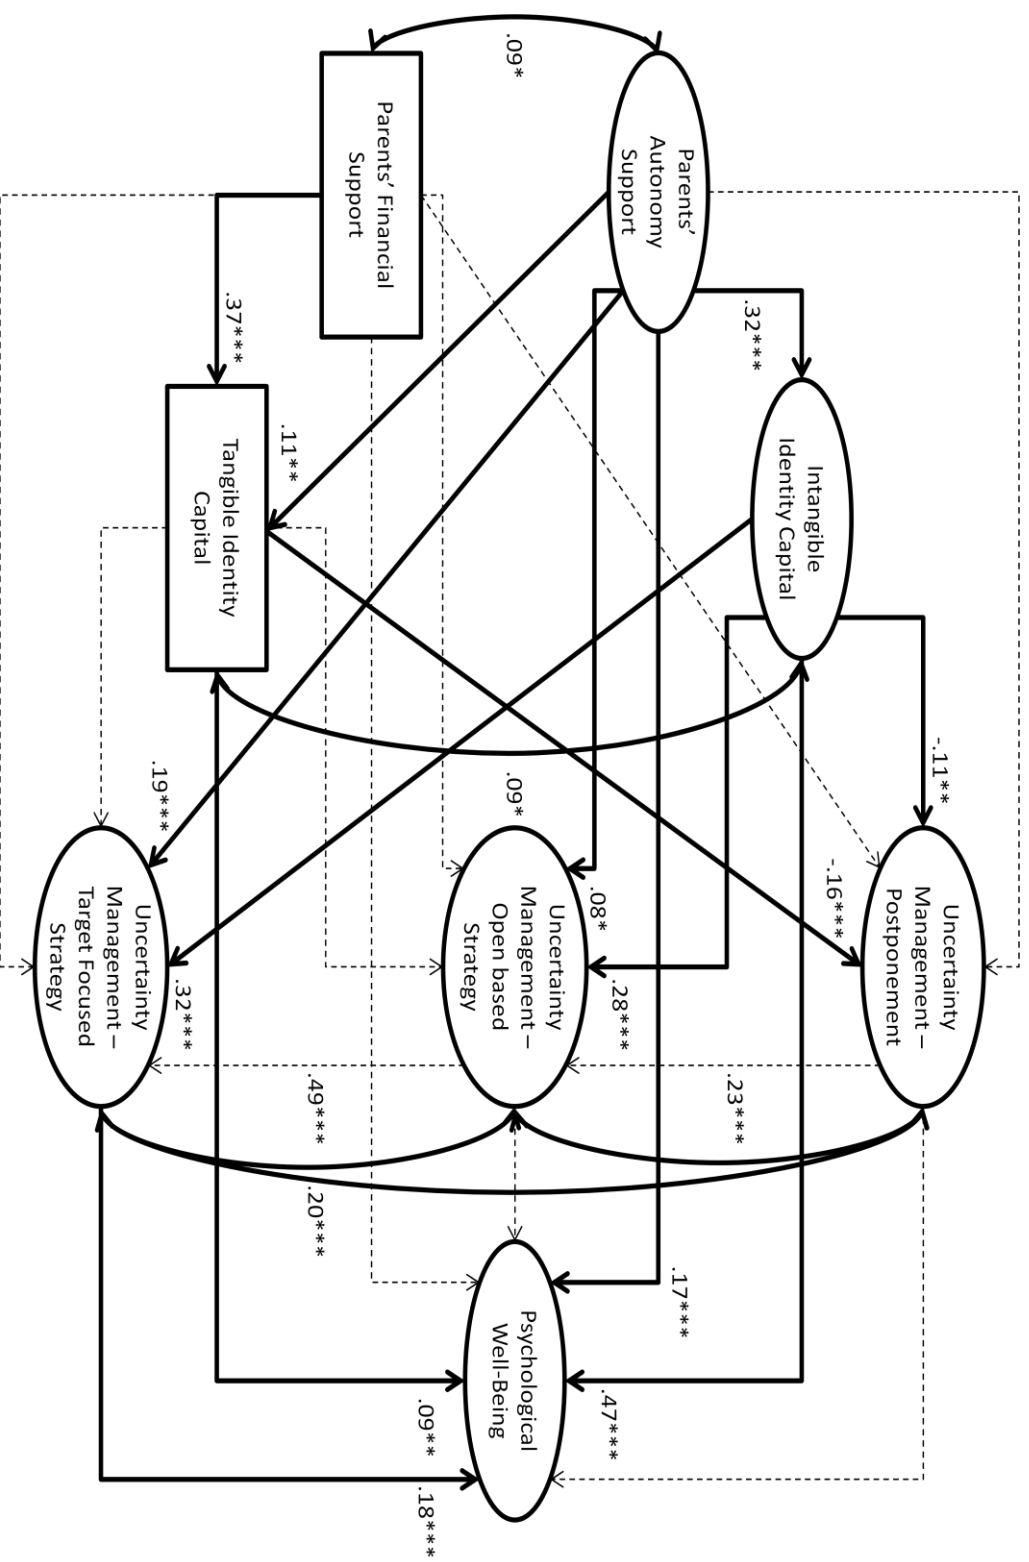 .09*
Parents’
Autonomy
Support
Parents’ Financial
Support
.32***
.37***
.11**
Intangible
Identity Capital
Tangible Identity
Capital
-.11**
-.16***
.08*
.28***
.09*
.19***
.32***
Uncertainty
Management –
Postponement
Uncertainty
Management –
Open based
Strategy
Uncertainty
Management –
Target Focused
Strategy
.23***
.49***
.20***
.17***
.47***
Psychological
Well-Being
.09**
.18***